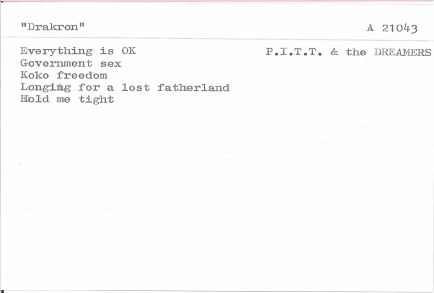 "Drakron" A 21043
Everything is OK P.I.T.T. & the DREAMERS
Government sex
Koko freedom
Longing for a lost fatherland
Hold me tight